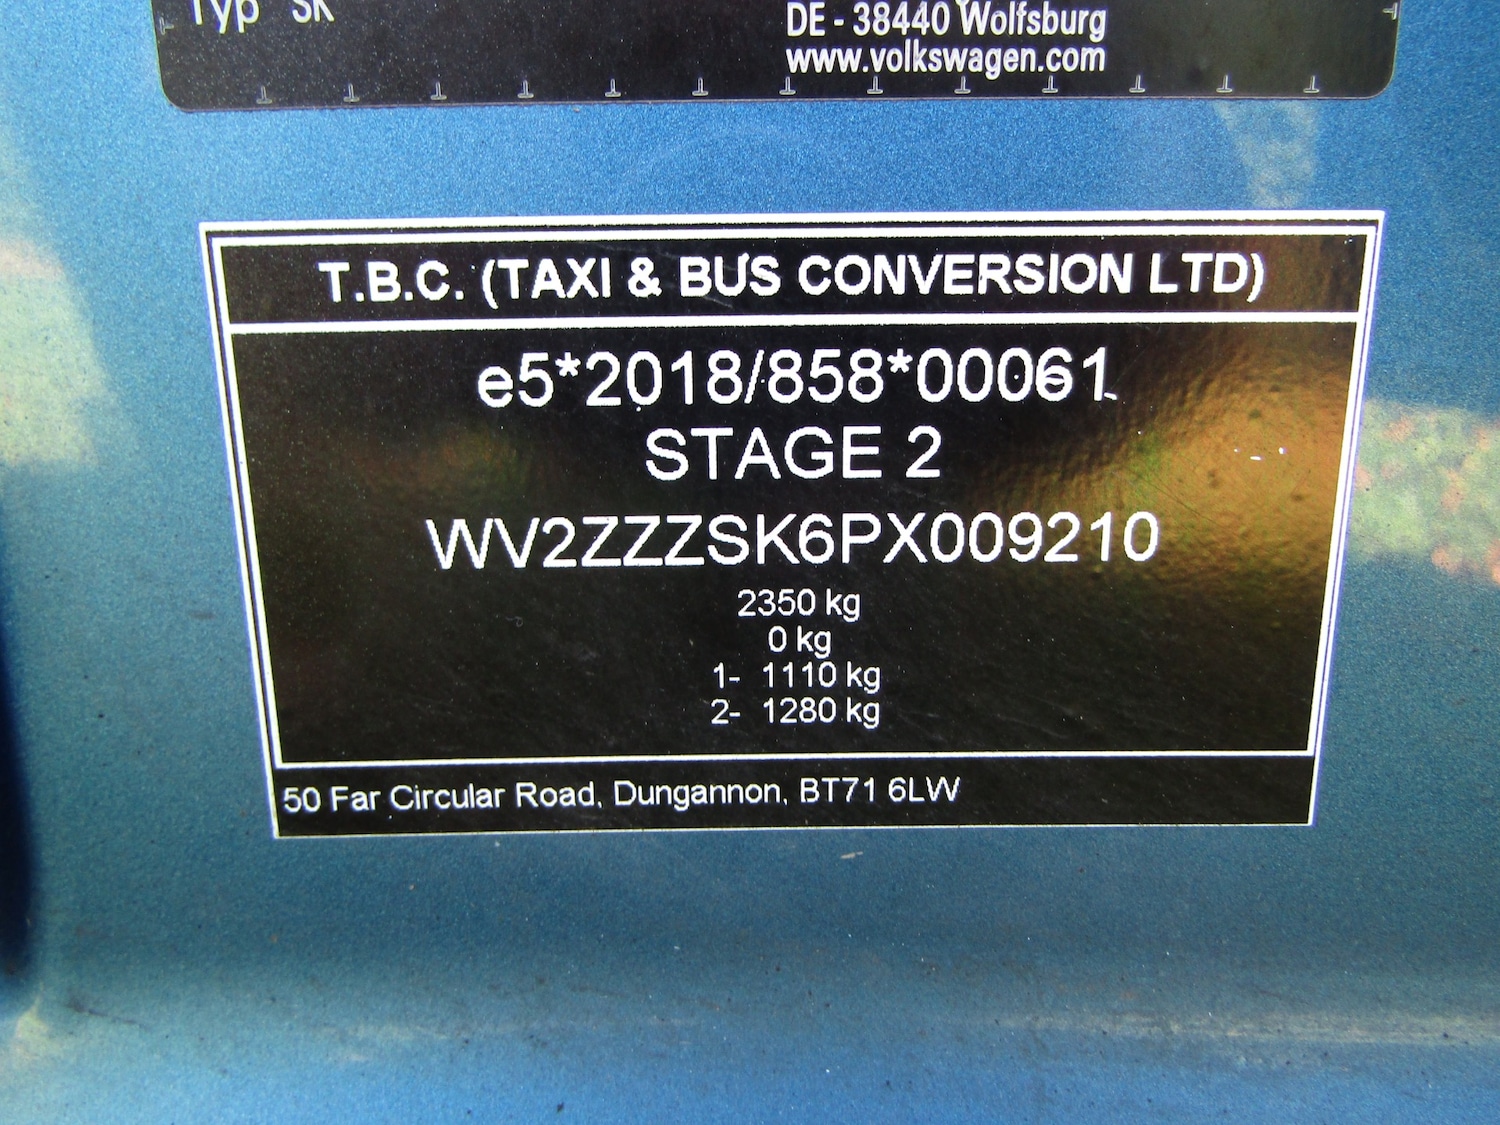 Typ SK
DE - 38440 Wolfsburg
www.volkswagen.com
T.B.C. (TAXI & BUS CONVERSION LTD)
e5*2018/858*00061
STAGE 2
WV2ZZZSK6PX009210
2350 kg
0 kg
1- 1110 kg
2- 1280 kg
50 Far Circular Road, Dungannon, BT71 6LW